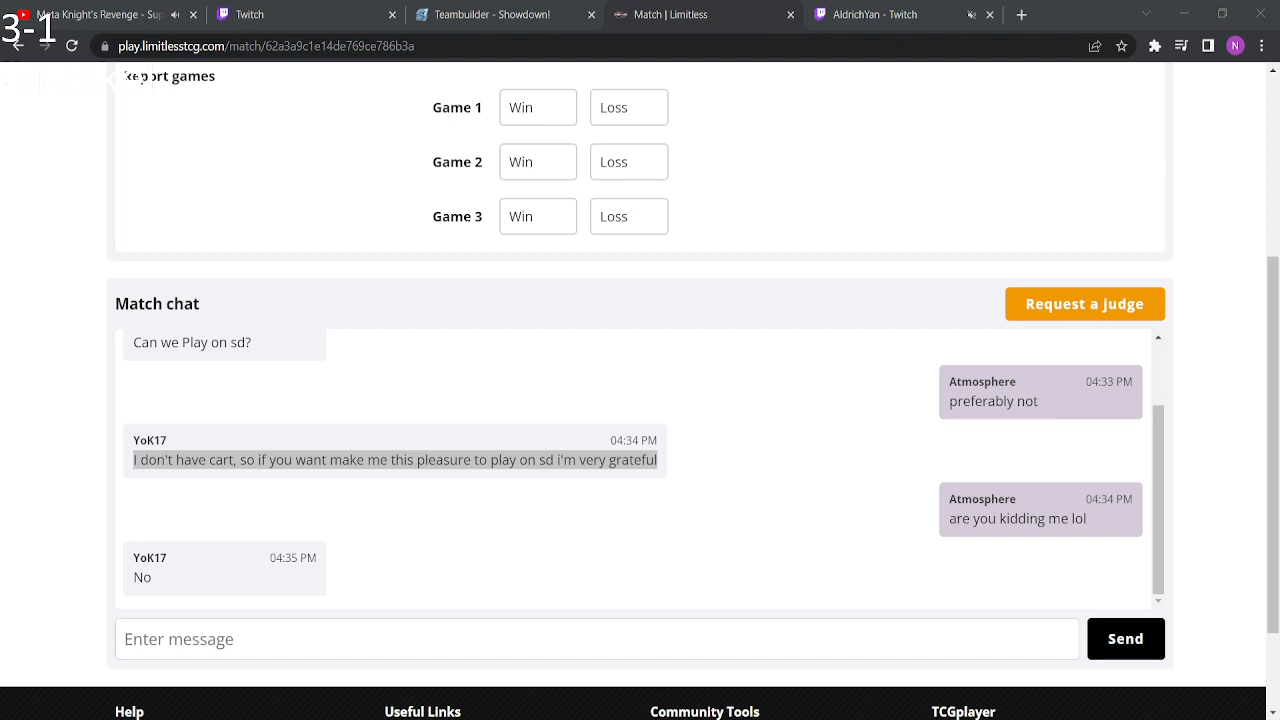 Meta Knight's Revenge - Sup
Twitch
Teambuilder - Showdown!
Match | Limitless
AldrichYan - Twitch
3-1
play.limitlesstcg.com/match/62a3a9c1e14de769ce786b3a
N
Report games
Game 1 Win Loss
Game 2 Win Loss
Game 3 Win Loss
Match chat
Request a judge
Can we Play on sd?
Atmosphere 04:33 PM
preferably not
YoK17 04:34 PM
I don't have cart, so if you want make me this pleasure to play on sd i'm very grateful
Atmosphere 04:34 PM
are you kidding me lol
YoK17 04:35 PM
No
Enter message
Send
Help Useful Links Community Tools TCGplayer